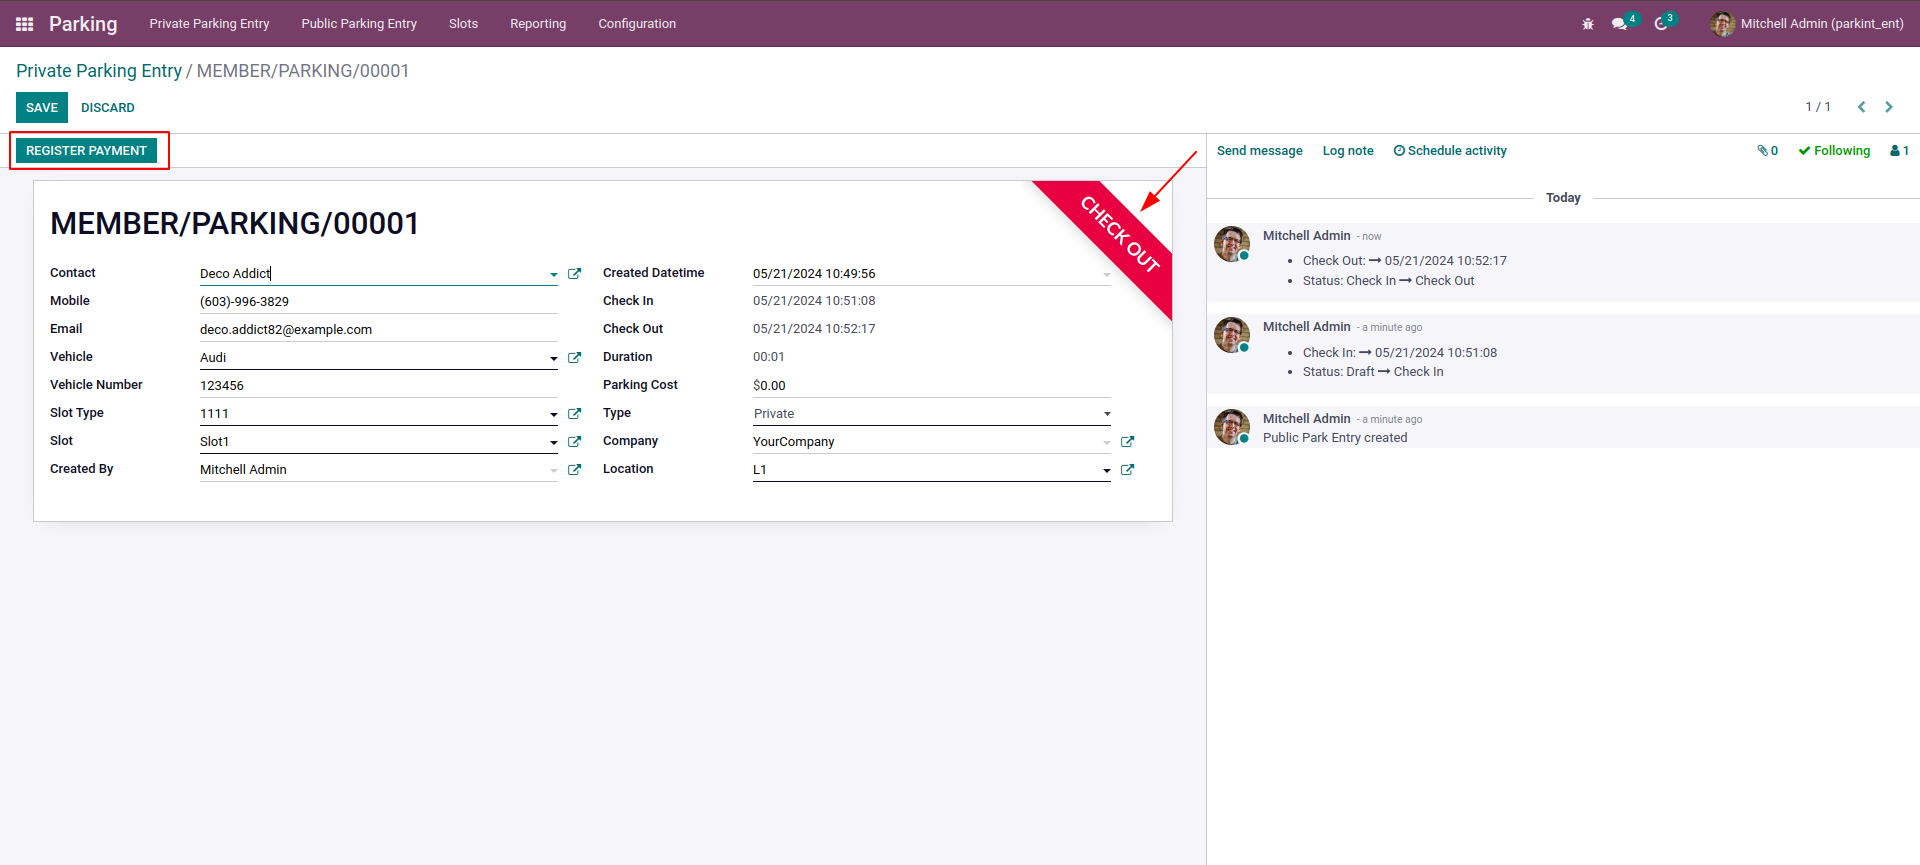 Parking Private Parking Entry Public Parking Entry Slots Reporting Configuration 4 3 Mitchell Admin (parkint_ent)
Private Parking Entry / MEMBER/PARKING/00001
SAVE DISCARD 1 / 1
REGISTER PAYMENT
CHECK OUT
MEMBER/PARKING/00001
Contact Deco Addict
Mobile (603)-996-3829
Email deco.addict82@example.com
Vehicle Audi
Vehicle Number 123456
Slot Type 1111
Slot Slot1
Created By Mitchell Admin
Created Datetime 05/21/2024 10:49:56
Check In 05/21/2024 10:51:08
Check Out 05/21/2024 10:52:17
Duration 00:01
Parking Cost $0.00
Type Private
Company YourCompany
Location L1
Send message Log note Schedule activity 0 Following 1
Today
Mitchell Admin - now
• Check Out: → 05/21/2024 10:52:17
• Status: Check In → Check Out
Mitchell Admin - a minute ago
• Check In: → 05/21/2024 10:51:08
• Status: Draft → Check In
Mitchell Admin - a minute ago
Public Park Entry created